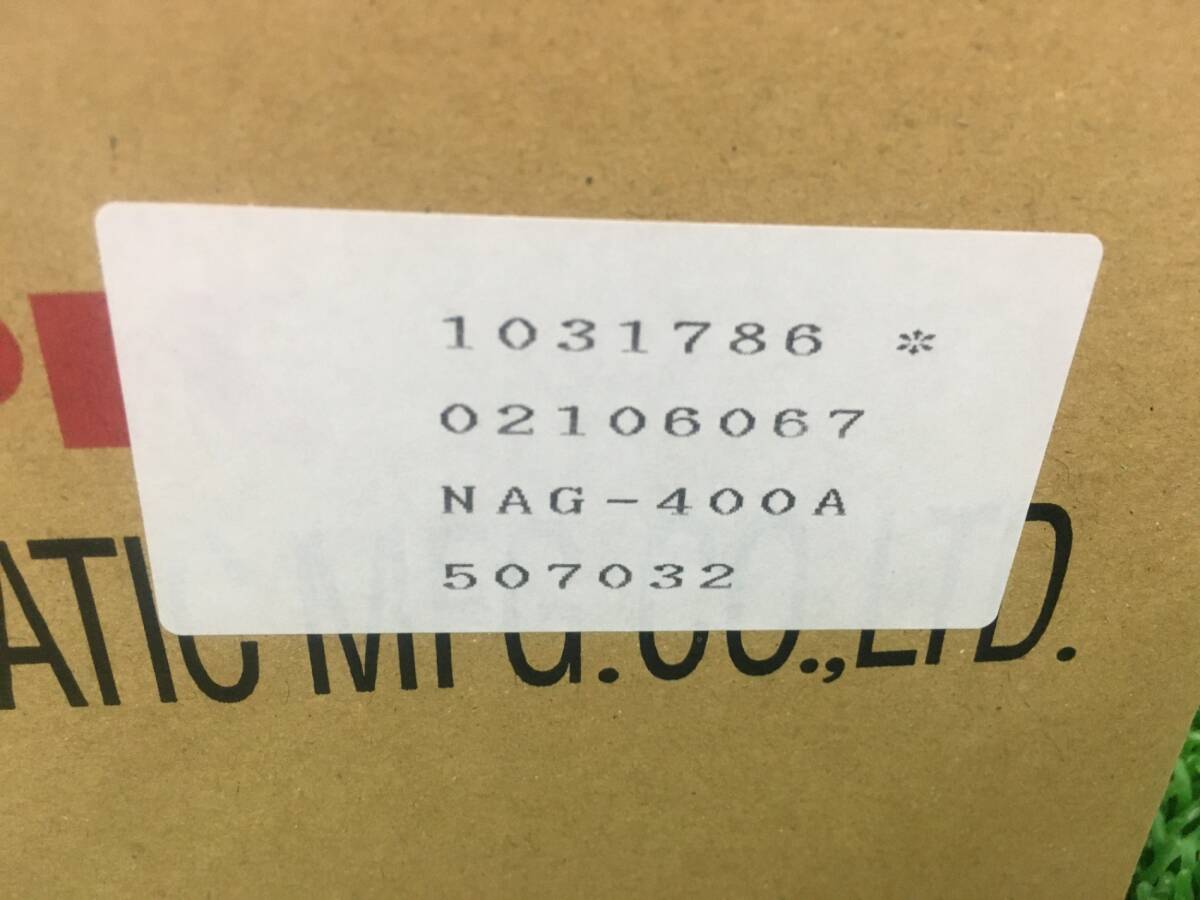 1031786 *
02106067
NAG-400A
507032
ATIC MFG.CO.,LTD.